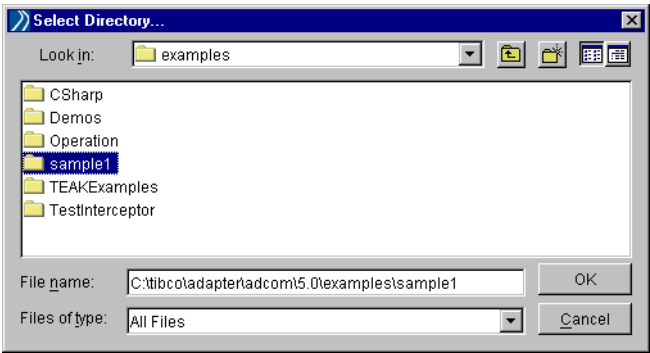 Select Directory...
Look in: examples
CSharp
Demos
Operation
sample1
TEAKExamples
TestInterceptor
File name: C:\tibco\adapter\adcom\5.0\examples\sample1 OK
Files of type: All Files Cancel